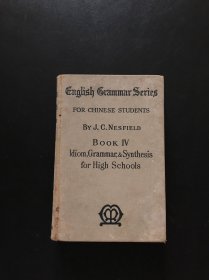 English Grammar Series
FOR CHINESE STUDENTS
BY J. C. NESFIELD
BOOK IV
Idiom, Grammar, & Synthesis
for High Schools